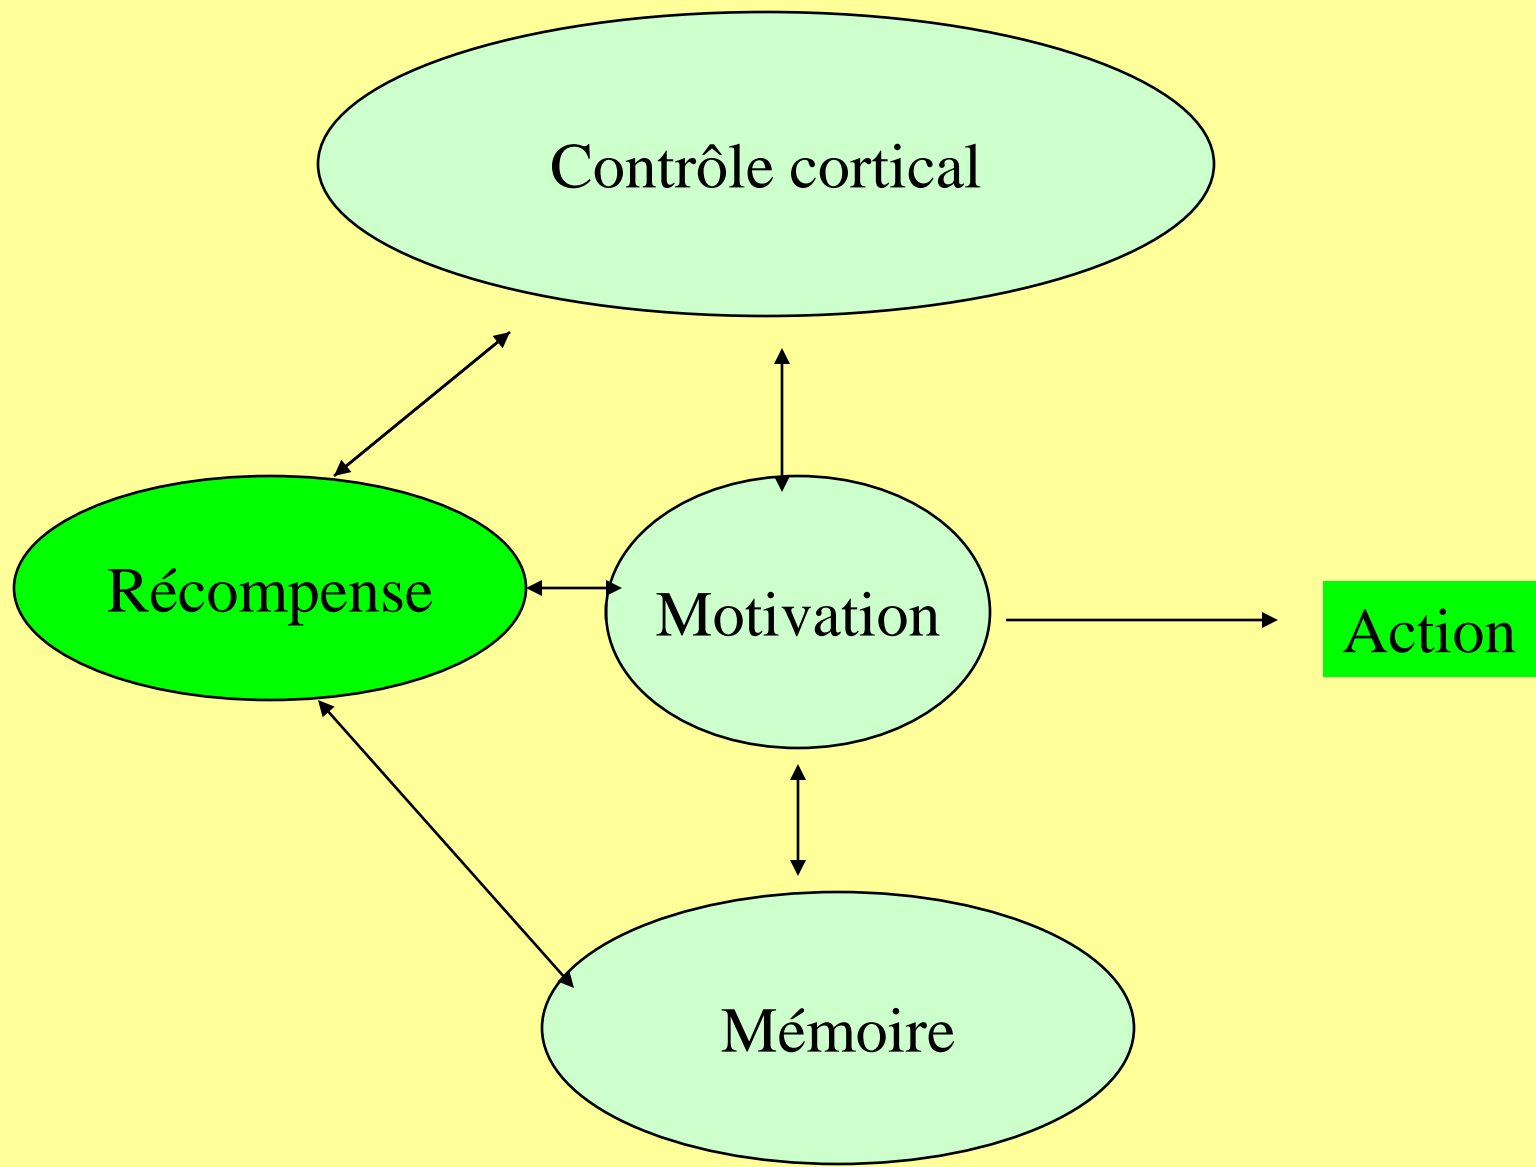 Contrôle cortical
Récompense
Motivation
Action
Mémoire